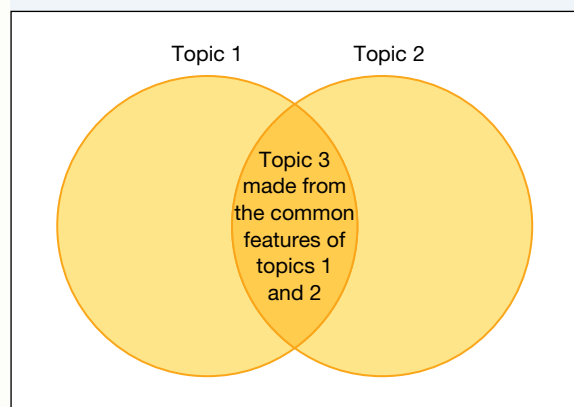 Topic 1
Topic 2
Topic 3
made from
the common
features of
topics 1
and 2